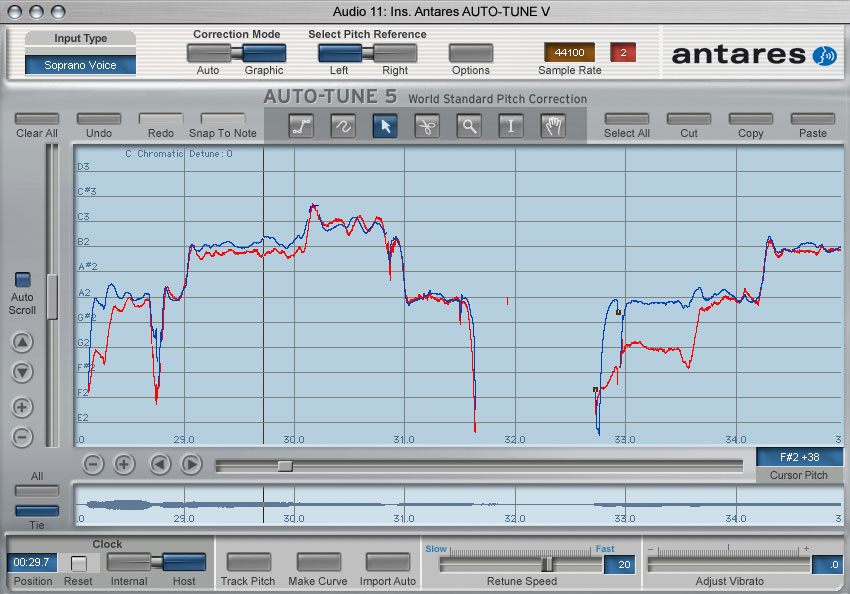 Audio 11: Ins. Antares AUTO-TUNE V
Input Type
Soprano Voice
Correction Mode
Auto Graphic
Select Pitch Reference
Left Right
Options
44100
Sample Rate
2
antares
AUTO-TUNE 5 World Standard Pitch Correction
Clear All Undo Redo Snap To Note
Select All Cut Copy Paste
C Chromatic Detune: 0
D3
C#3
C3
B2
A#2
A2
G#2
G2
F#2
F2
E2
.0 29.0 30.0 31.0 32.0 33.0 34.0 3
Auto
Scroll
F#2 +38
Cursor Pitch
All
Tie
.0 29.0 30.0 31.0 32.0 33.0 34.0 3
Clock
00:29.7
Position Reset Internal Host
Track Pitch Make Curve Import Auto
Slow Fast
20
Retune Speed
- +
.0
Adjust Vibrato